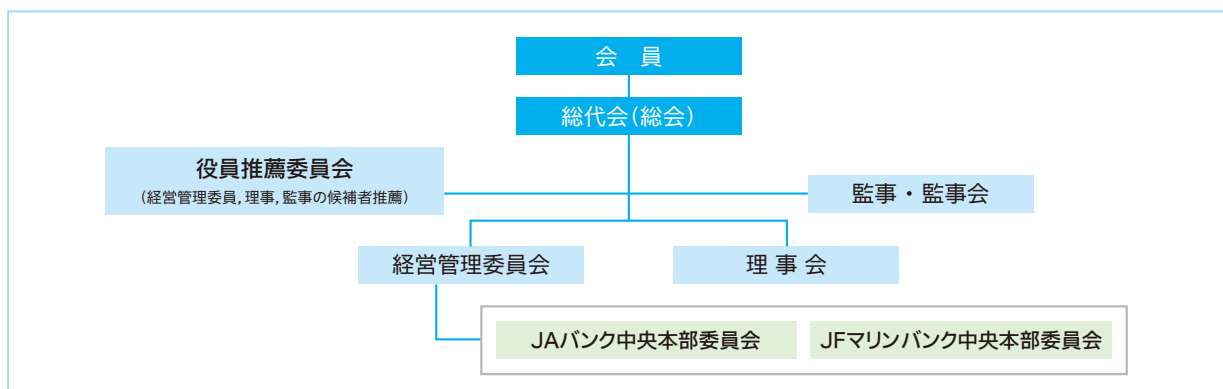 会　員
総代会（総会）
役員推薦委員会
（経営管理委員，理事，監事の候補者推薦）
監事・監事会
経営管理委員会
理 事 会
JAバンク中央本部委員会
JFマリンバンク中央本部委員会